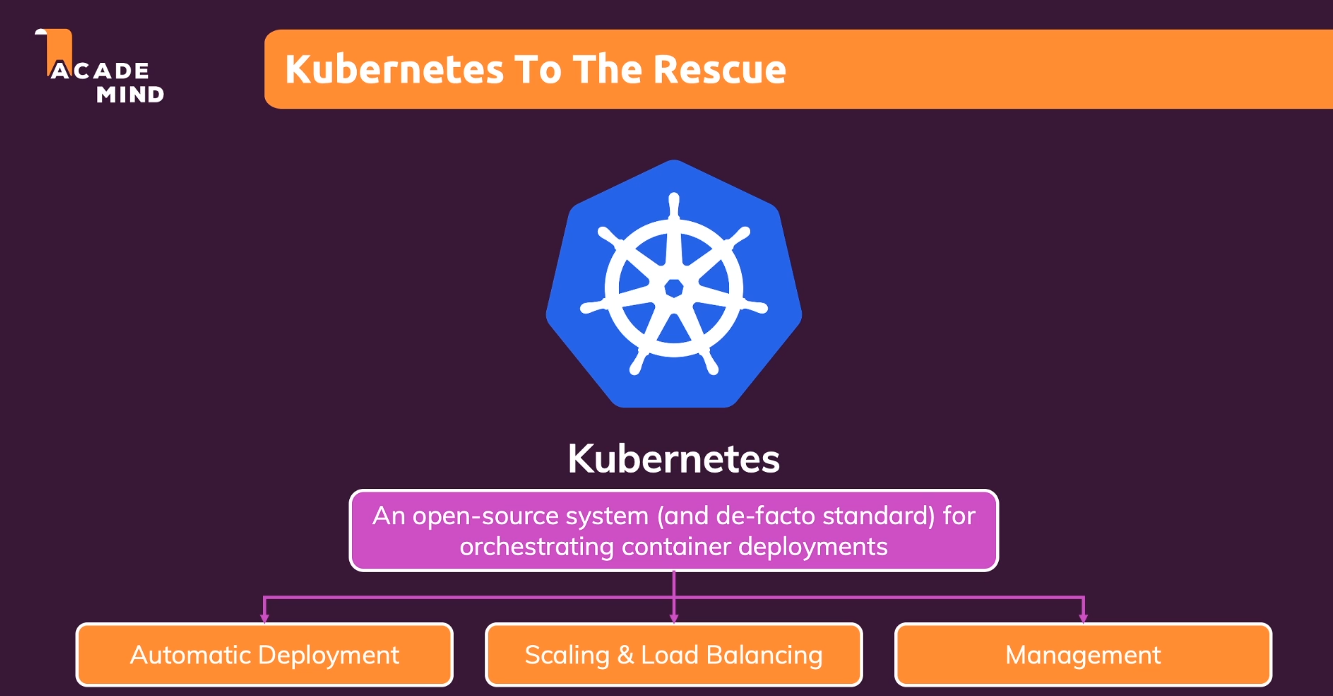 ACADE
MIND
Kubernetes To The Rescue
Kubernetes
An open-source system (and de-facto standard) for
orchestrating container deployments
Automatic Deployment
Scaling & Load Balancing
Management